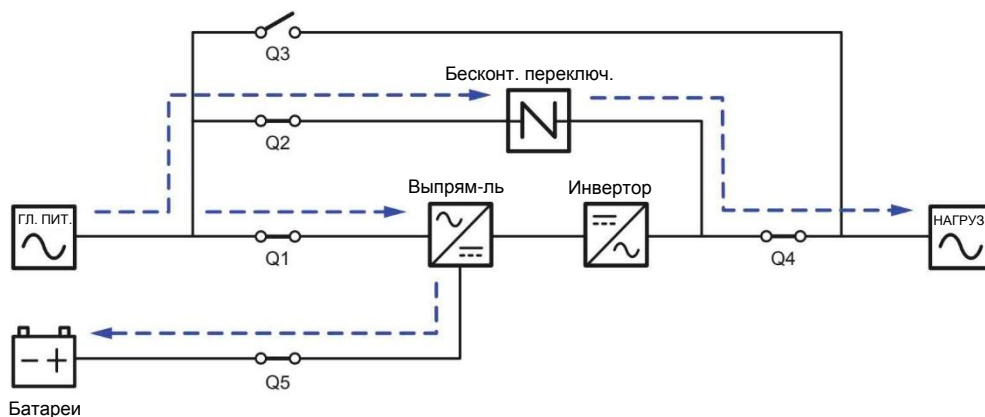 Q3
Бесконт. переключ.
Q2
Выпрям-ль
Инвертор
ГЛ. ПИТ.
НАГРУЗ
Q1
Q4
Q5
Батареи